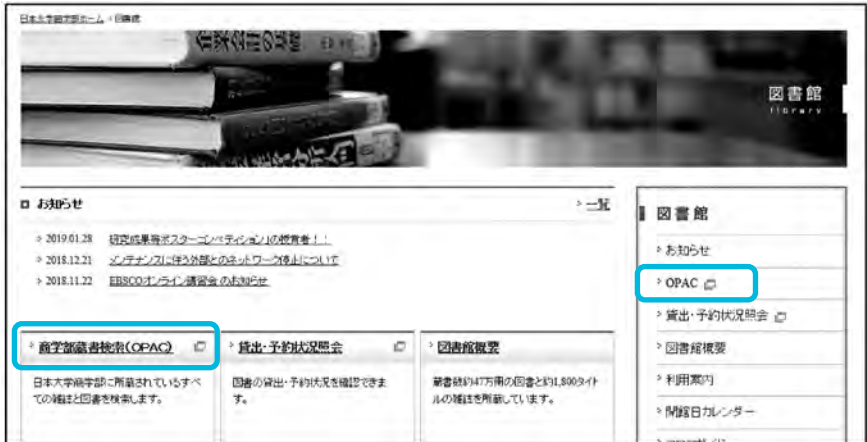 日本大学商学部ホーム > 図書館
企業会計の基礎
図書館
library
お知らせ
> 一覧
> 2019.01.28 研究成果等ポスターコンペティション」の授賞者！！
> 2018.12.21 メンテナンスに伴う外部とのネットワーク停止について
> 2018.11.22 EBSCOオンライン講習会のお知らせ
> 商学部蔵書検索(OPAC)
日本大学商学部に所蔵されているすべ
ての雑誌と図書を検索します。
> 貸出・予約状況照会
図書の貸出・予約状況を確認できま
す。
> 図書館概要
蔵書数約47万冊の図書と約1,800タイト
ルの雑誌を所蔵しています。
図書館
> お知らせ
> OPAC
> 貸出・予約状況照会
> 図書館概要
> 利用案内
> 開館日カレンダー